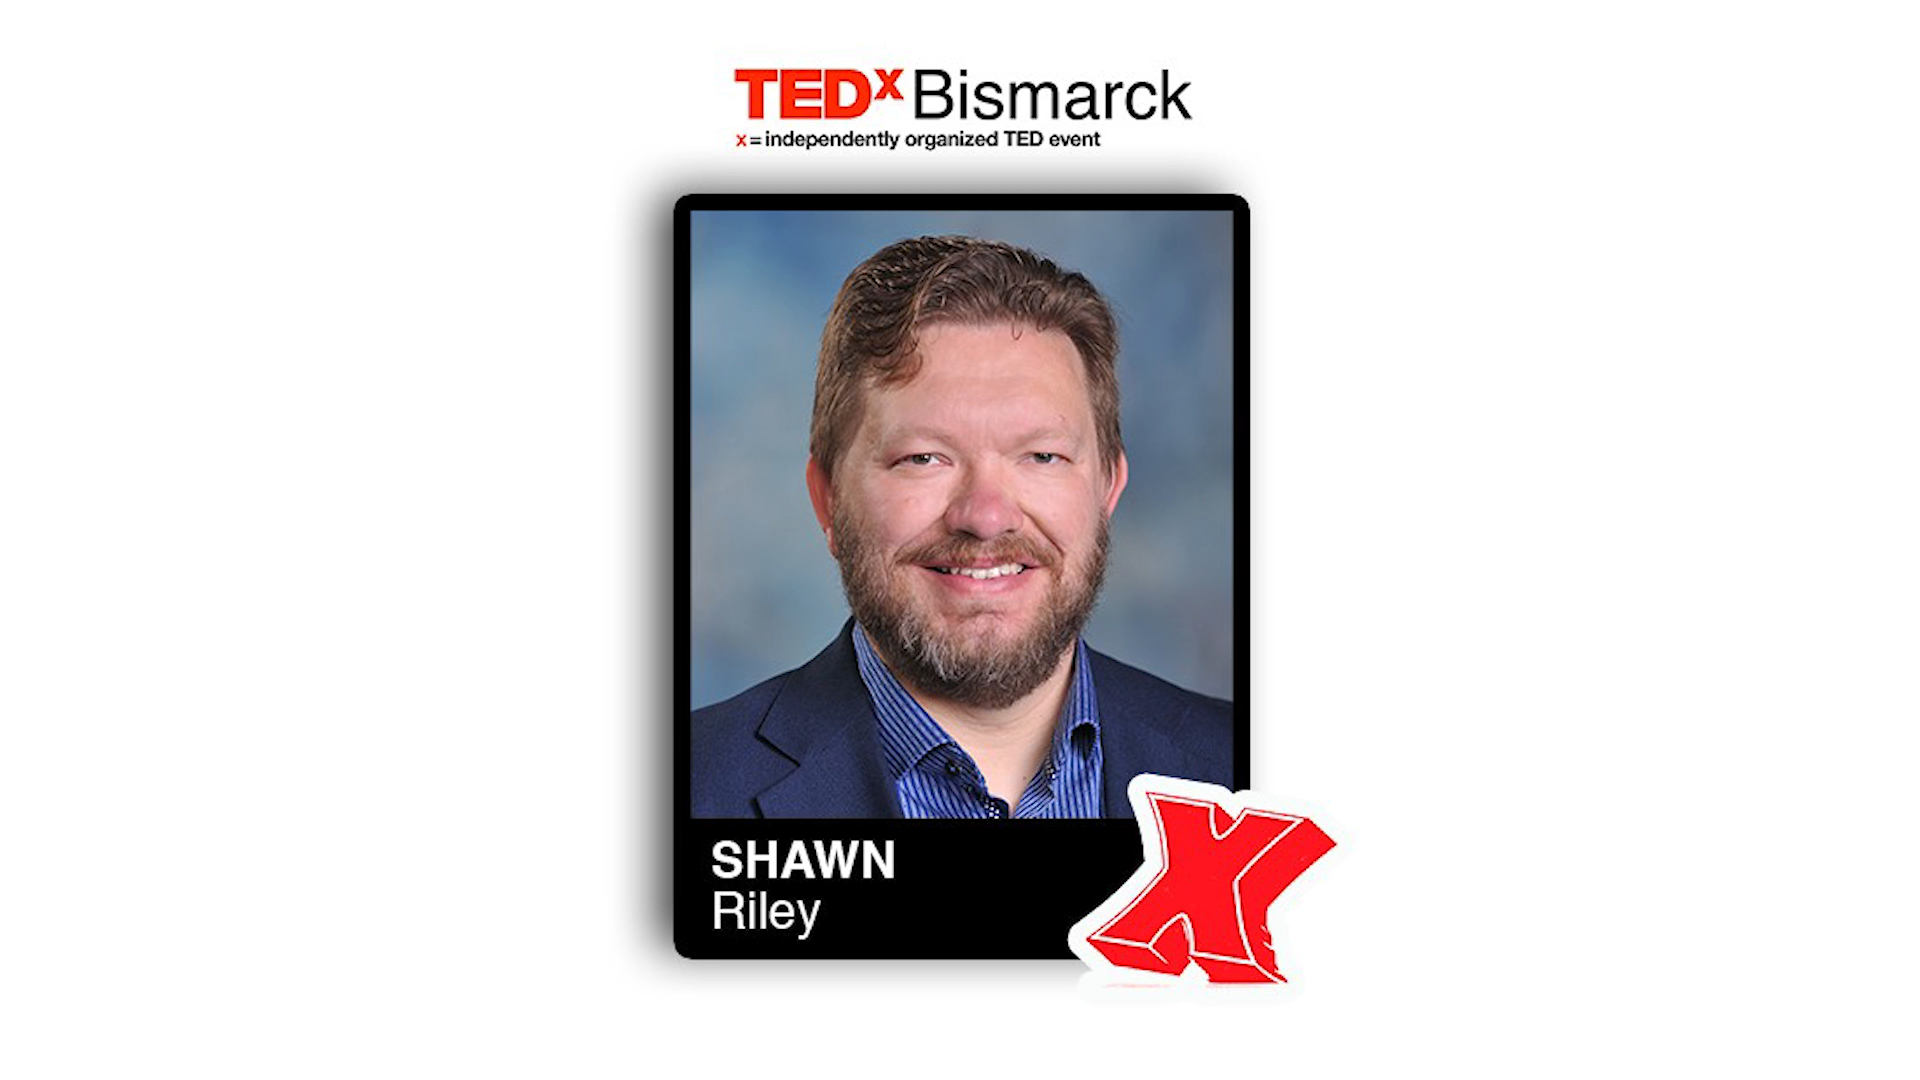 TEDx Bismarck
x = independently organized TED event
SHAWN
Riley
X